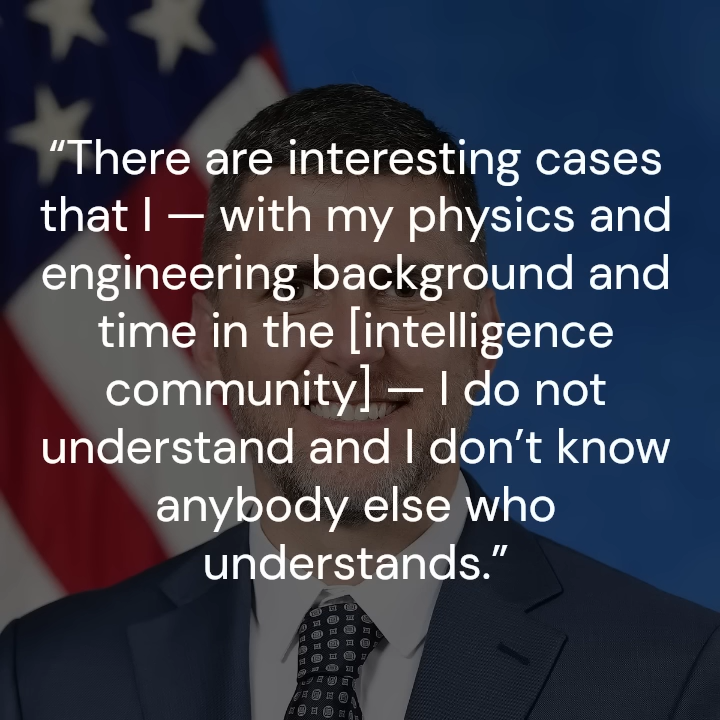 “There are interesting cases
that I — with my physics and
engineering background and
time in the [intelligence
community] — I do not
understand and I don’t know
anybody else who
understands.”